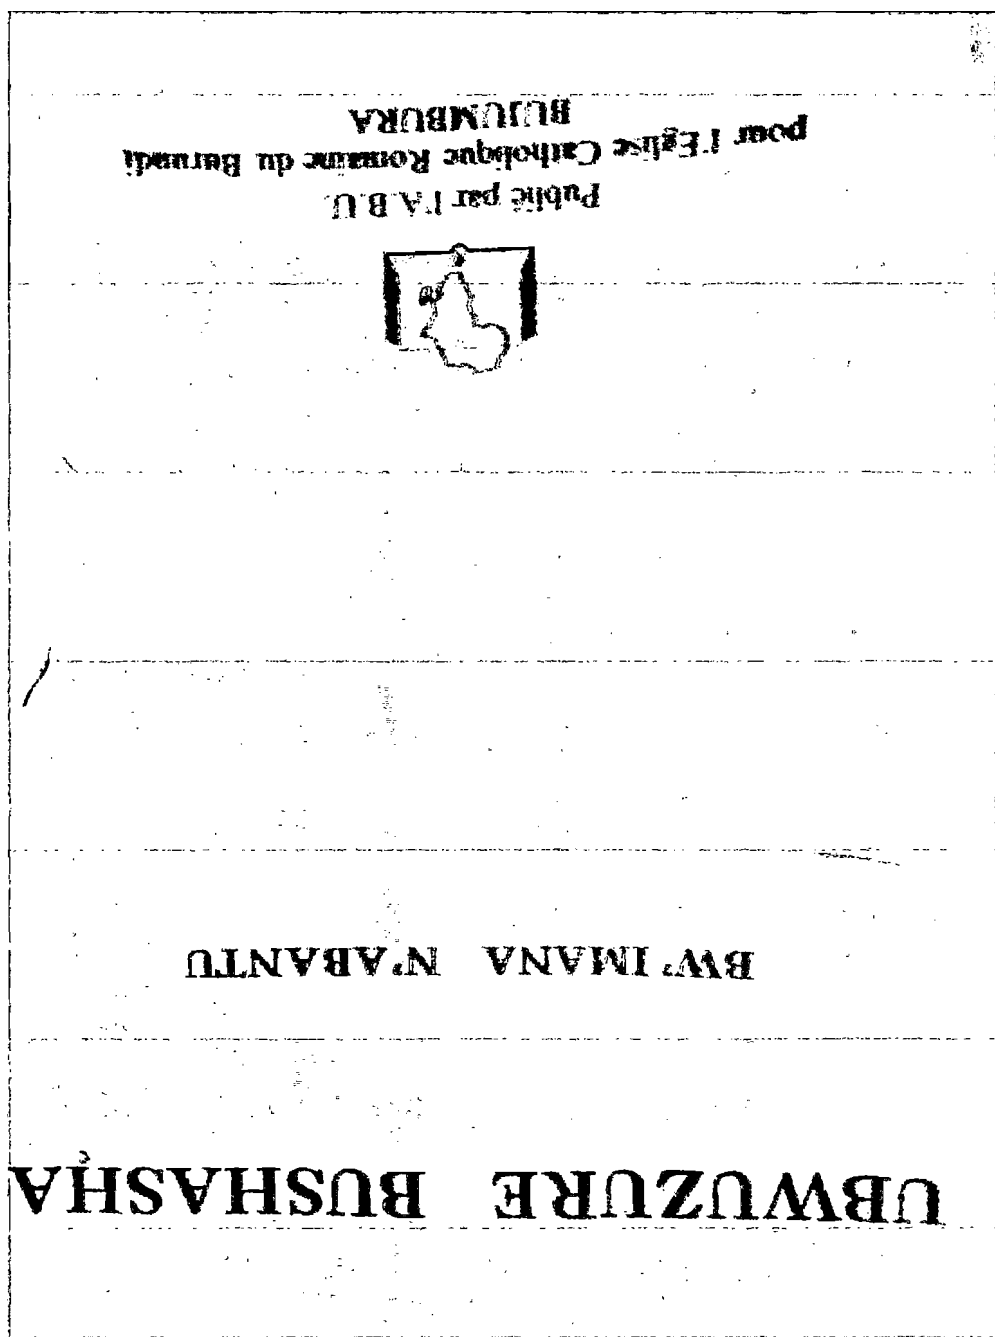 UBWUZURE BUSHASHA
BW'IMANA N'ABANTU
Publié par l'A.B.U.
pour l'Eglise Catholique Romaine du Burundi
BUJUMBURA